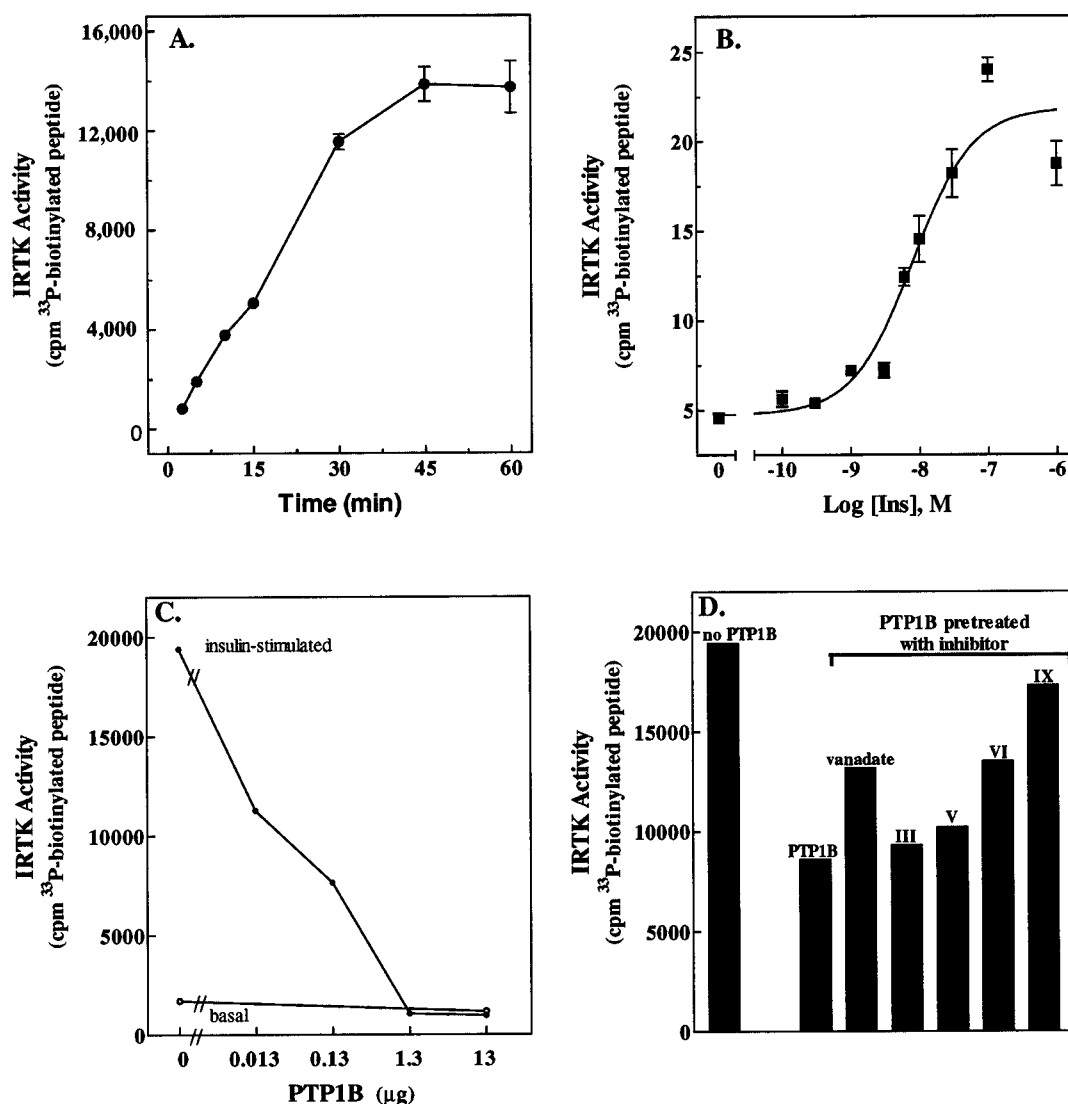 A.
IRTK Activity
(cpm ³³P-biotinylated peptide)
16,000
12,000
8,000
4,000
0
0 15 30 45 60
Time (min)
B.
IRTK Activity
(cpm ³³P-biotinylated peptide)
25
20
15
10
5
0 -10 -9 -8 -7 -6
Log [Ins], M
C.
IRTK Activity
(cpm ³³P-biotinylated peptide)
20000
15000
10000
5000
0
insulin-stimulated
basal
0 0.013 0.13 1.3 13
PTP1B (µg)
D.
IRTK Activity
(cpm ³³P-biotinylated peptide)
20000
15000
10000
5000
0
no PTP1B
PTP1B pretreated
with inhibitor
PTP1B
vanadate
III
V
VI
IX